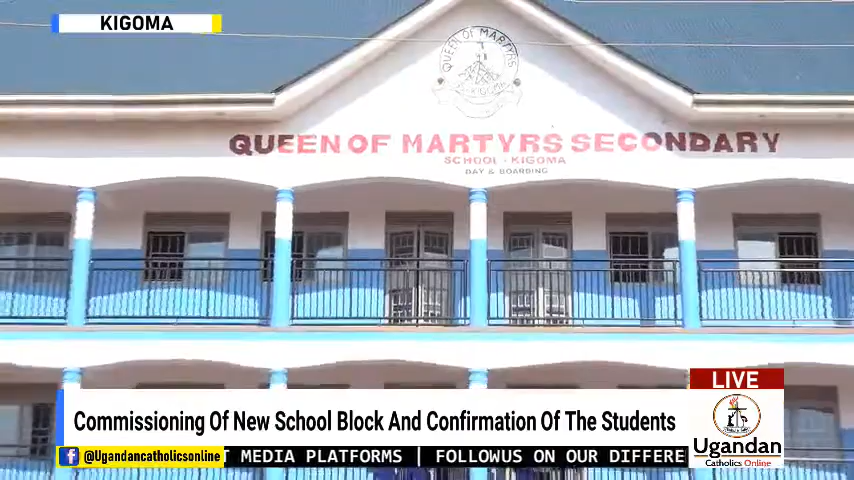 KIGOMA
QUEEN OF MARTYRS
KIGOMA
QUEEN OF MARTYRS SECONDARY
SCHOOL - KIGOMA
DAY & BOARDING
LIVE
Commissioning Of New School Block And Confirmation Of The Students
Ugandan
Catholics Online
@Ugandancatholicsonline
T MEDIA PLATFORMS | FOLLOWUS ON OUR DIFFERE